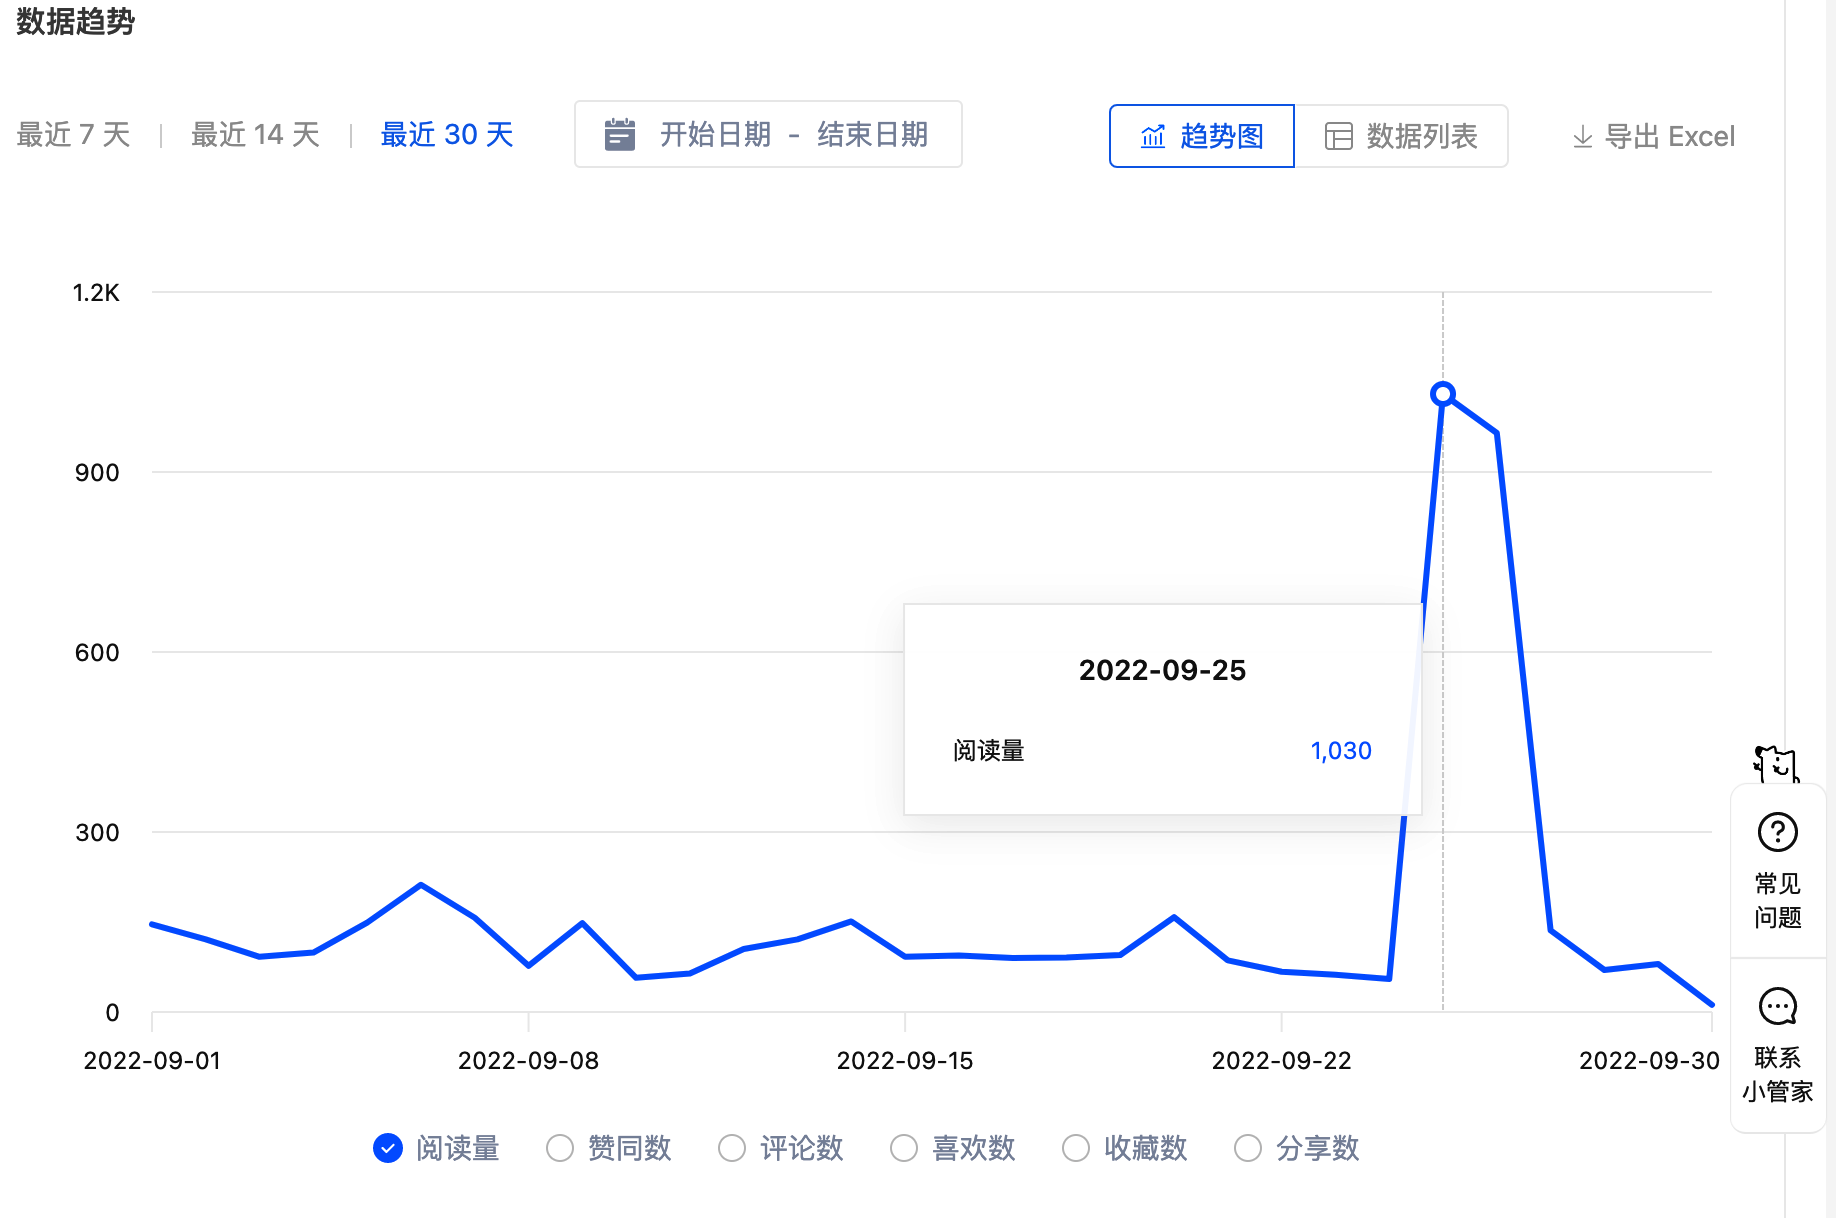 数据趋势
最近 7 天
最近 14 天
最近 30 天
开始日期 - 结束日期
趋势图
数据列表
导出 Excel
1.2K
900
600
300
0
2022-09-25
阅读量 1,030
2022-09-01
2022-09-08
2022-09-15
2022-09-22
2022-09-30
阅读量
赞同数
评论数
喜欢数
收藏数
分享数
常见
问题
联系
小管家